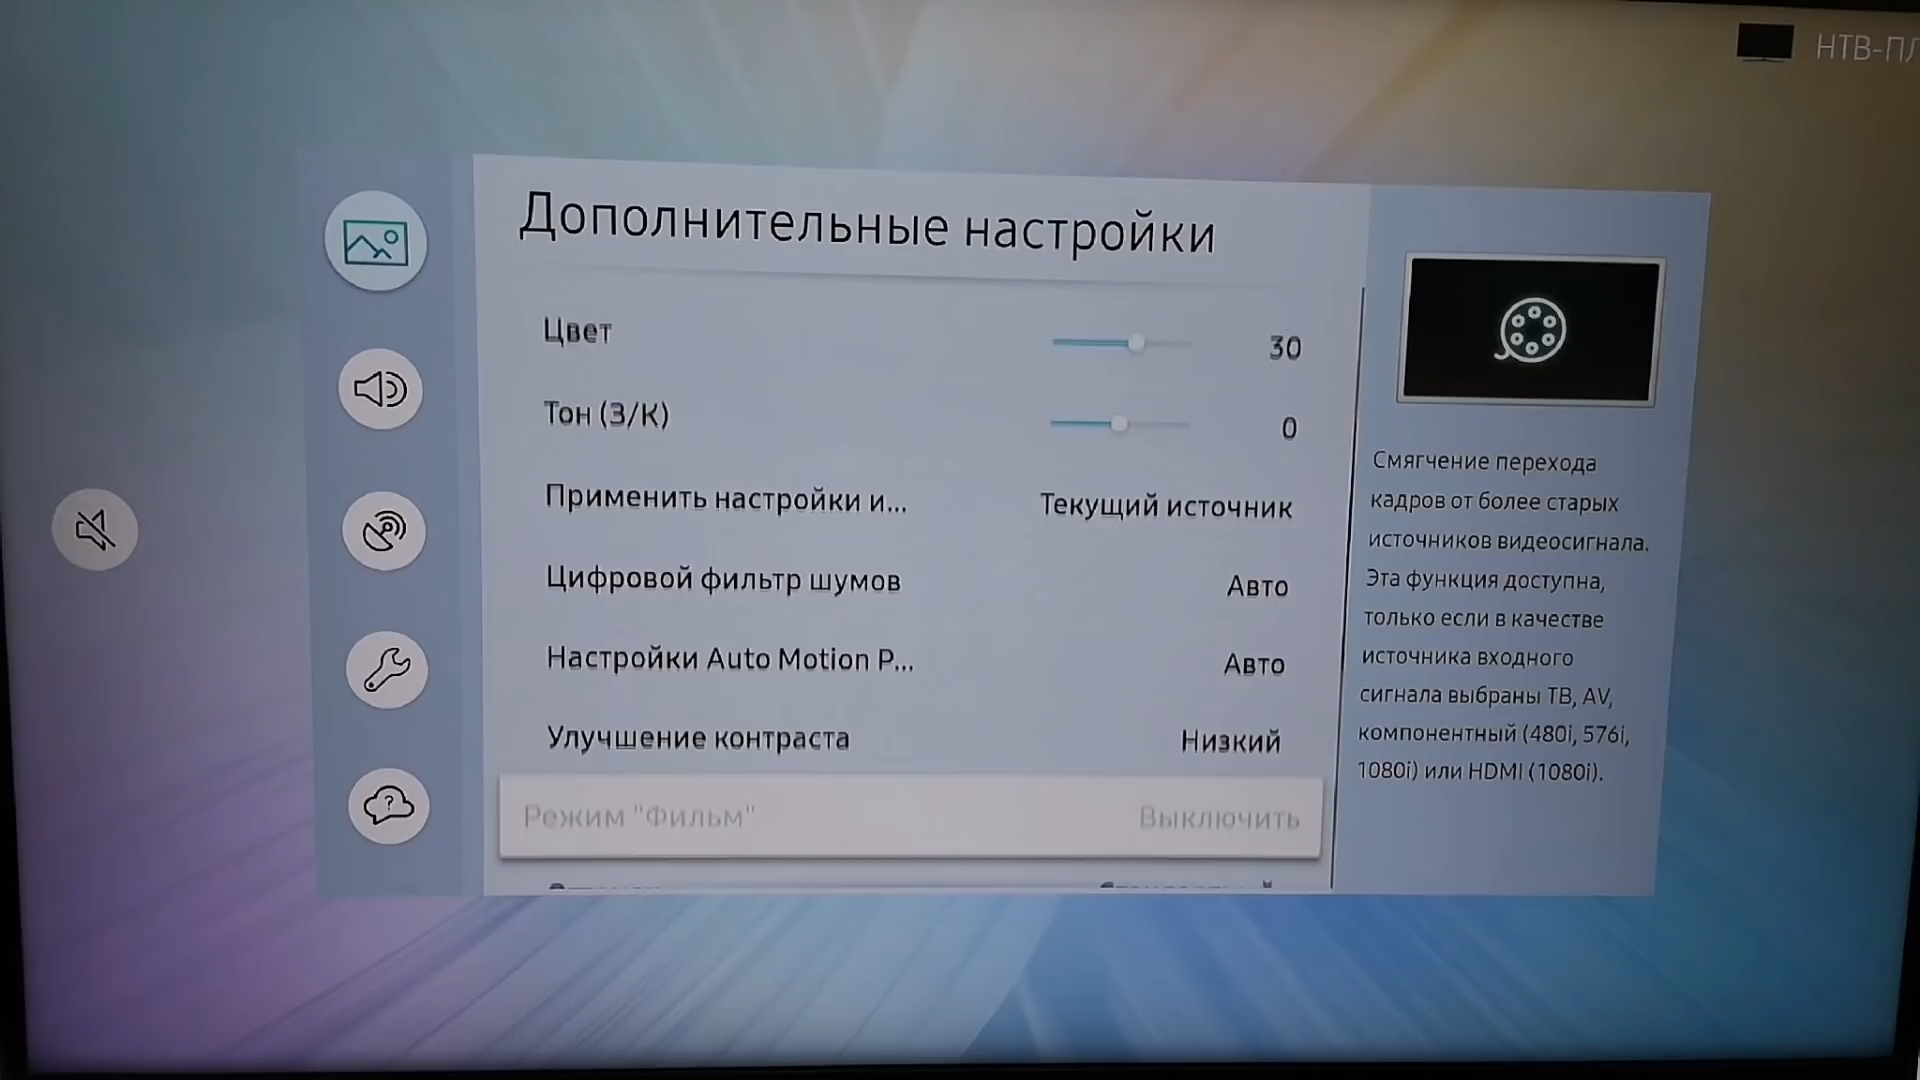 НТВ-ПЛ
Дополнительные настройки
Цвет 30
Тон (З/К) 0
Применить настройки и... Текущий источник
Цифровой фильтр шумов Авто
Настройки Auto Motion P... Авто
Улучшение контраста Низкий
Режим "Фильм" Выключить
Смягчение перехода
кадров от более старых
источников видеосигнала.
Эта функция доступна,
только если в качестве
источника входного
сигнала выбраны ТВ, AV,
компонентный (480i, 576i,
1080i) или HDMI (1080i).